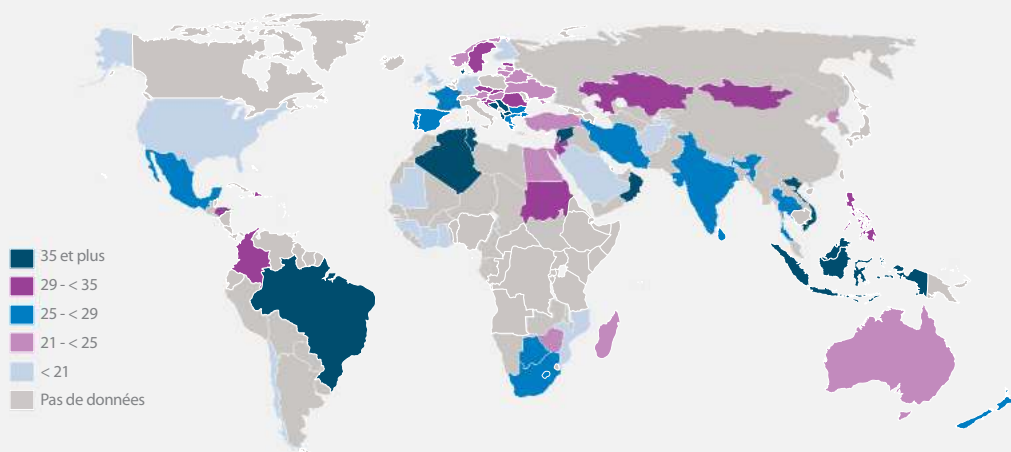 35 et plus
29 - < 35
25 - < 29
21 - < 25
< 21
Pas de données